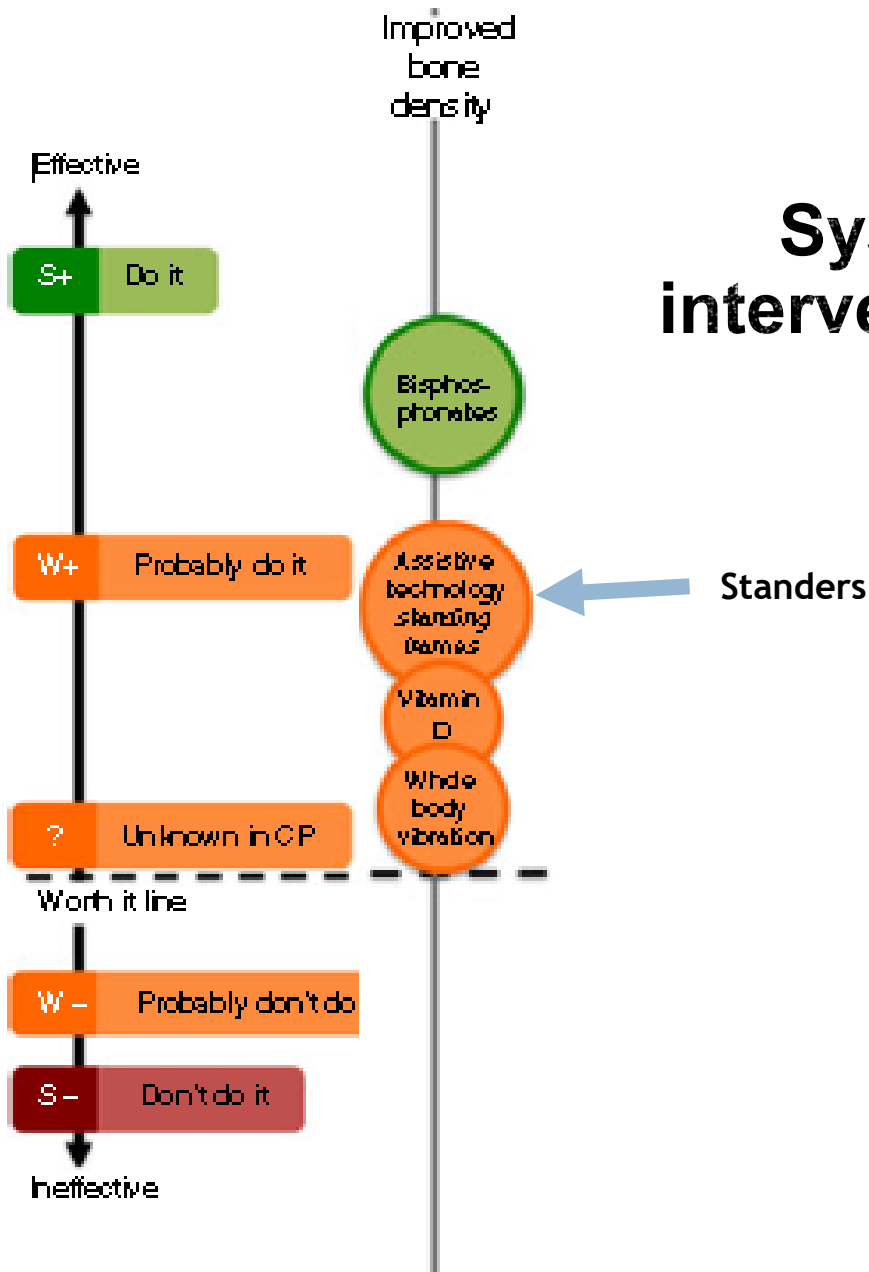 Improved
bone
density
Effective
S+ Do it
Sys
interve
Bisphos-
phonates
W+ Probably do it
Assistive
technology
standing
frames
Standers
Vitamin
D
Whole
body
vibration
? Unknown in CP
Worth it line
W – Probably don't do
S – Don't do it
Ineffective